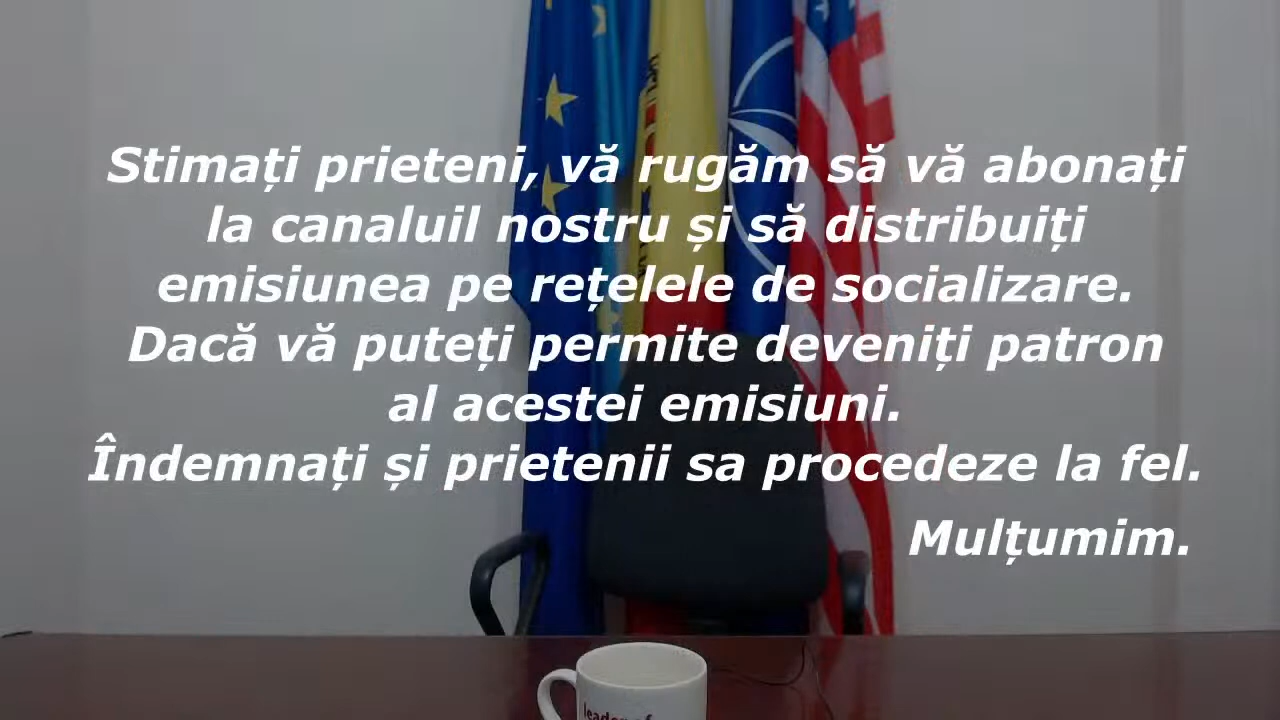 Stimați prieteni, vă rugăm să vă abonați
la canaluil nostru și să distribuiți
emisiunea pe rețelele de socializare.
Dacă vă puteți permite deveniți patron
al acestei emisiuni.
Îndemnați și prietenii sa procedeze la fel.
Mulțumim.